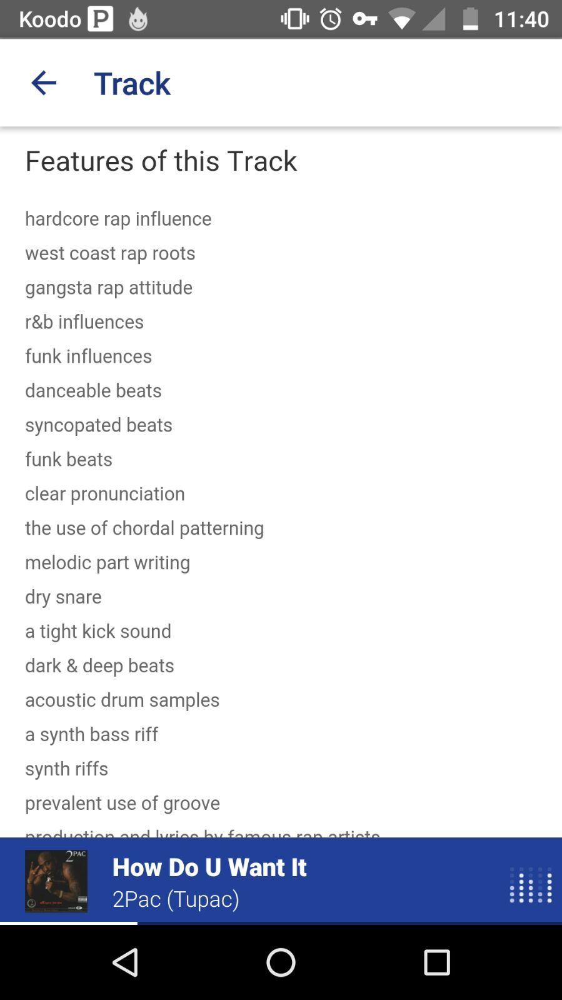 Koodo P 11:40
Track
Features of this Track
hardcore rap influence
west coast rap roots
gangsta rap attitude
r&b influences
funk influences
danceable beats
syncopated beats
funk beats
clear pronunciation
the use of chordal patterning
melodic part writing
dry snare
a tight kick sound
dark & deep beats
acoustic drum samples
a synth bass riff
synth riffs
prevalent use of groove
production and lyrics by famous rap artists
2PAC
How Do U Want It
2Pac (Tupac)